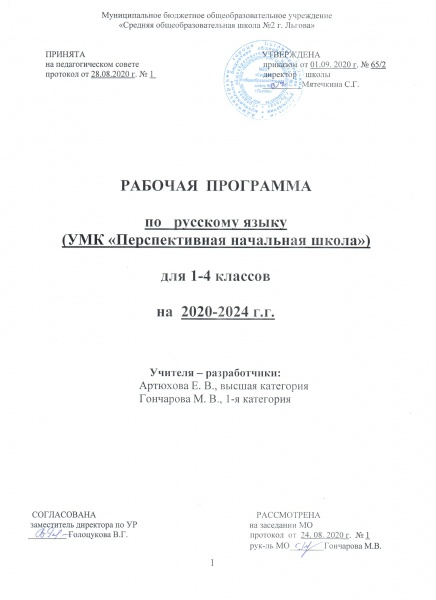 Муниципальное бюджетное общеобразовательное учреждение
«Средняя общеобразовательная школа №2 г. Льгова»
ПРИНЯТА
на педагогическом совете
протокол от 28.08.2020 г. № 1
УТВЕРЖДЕНА
приказом от 01.09. 2020 г. № 65/2
директор школы
Мятечкина С.Г.
РАБОЧАЯ ПРОГРАММА
по русскому языку
(УМК «Перспективная начальная школа»)
для 1-4 классов
на 2020-2024 г.г.
Учителя – разработчики:
Артюхова Е. В., высшая категория
Гончарова М. В., 1-я категория
СОГЛАСОВАНА
заместитель директора по УР
Голоцукова В.Г.
РАССМОТРЕНА
на заседании МО
протокол от 24. 08. 2020 г. № 1
рук-ль МО Гончарова М.В.
1